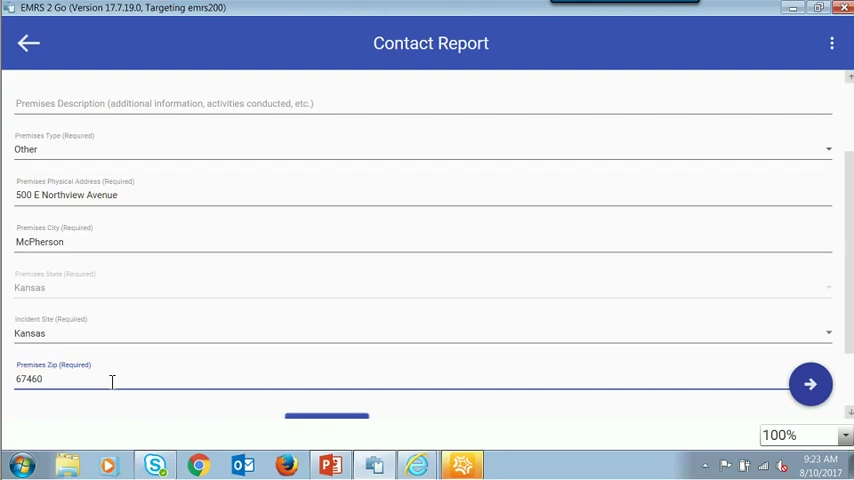 EMRS 2 Go (Version 17.7.19.0, Targeting emrs200)
Contact Report
Premises Description (additional information, activities conducted, etc.)
Premises Type (Required)
Other
Premises Physical Address (Required)
500 E Northview Avenue
Premises City (Required)
McPherson
Premises State (Required)
Kansas
Incident Site (Required)
Kansas
Premises Zip (Required)
67460
100%
9:23 AM
8/10/2017